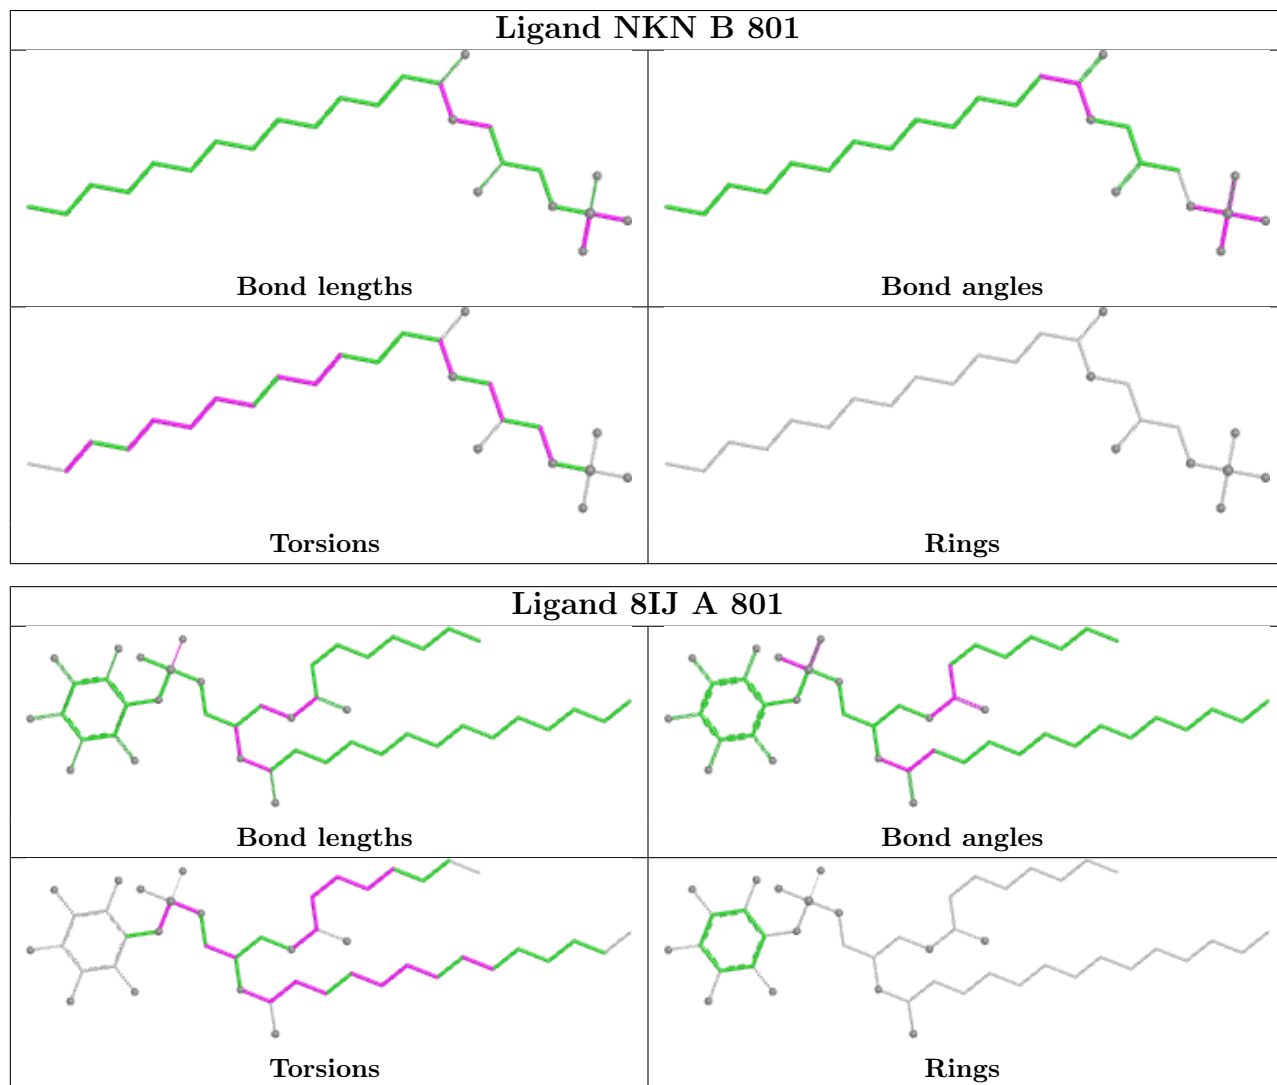 Ligand NKN B 801
Bond lengths
Bond angles
Torsions
Rings
Ligand 8IJ A 801
Bond lengths
Bond angles
Torsions
Rings